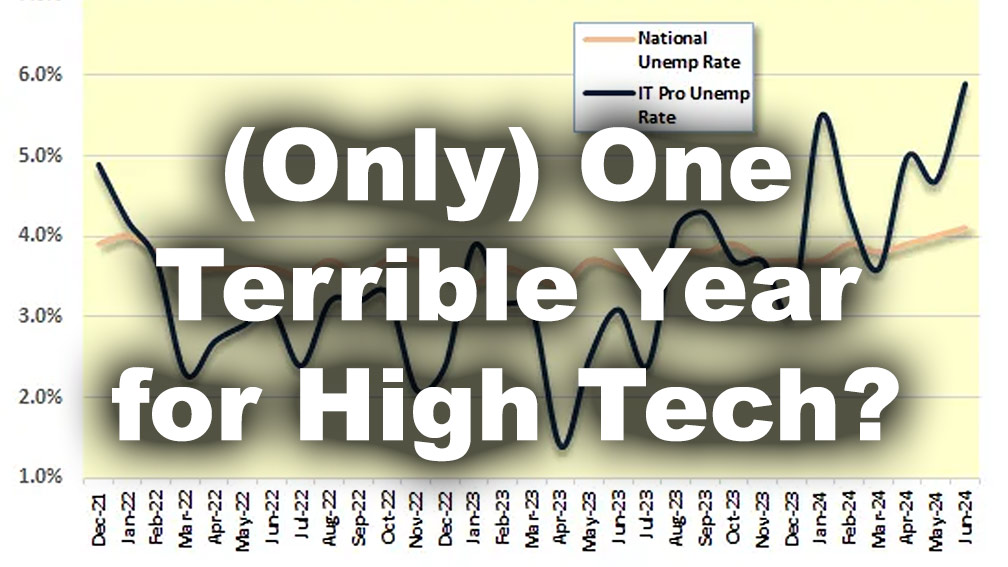 National
Unemp Rate
IT Pro Unemp
Rate
6.0%
5.0%
4.0%
3.0%
2.0%
1.0%
(Only) One
Terrible Year
for High Tech?
Dec-21
Jan-22
Feb-22
Mar-22
Apr-22
May-22
Jun-22
Jul-22
Aug-22
Sep-22
Oct-22
Nov-22
Dec-22
Jan-23
Feb-23
Mar-23
Apr-23
May-23
Jun-23
Jul-23
Aug-23
Sep-23
Oct-23
Nov-23
Dec-23
Jan-24
Feb-24
Mar-24
Apr-24
May-24
Jun-24